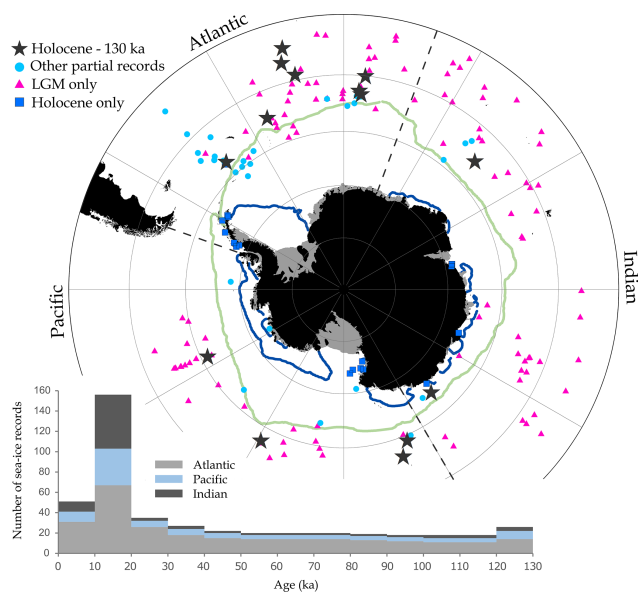 Atlantic
Holocene - 130 ka
Other partial records
LGM only
Holocene only
Indian
Pacific
Number of sea-ice records
160
140
120
100
80
60
40
20
0
Atlantic
Pacific
Indian
0 10 20 30 40 50 60 70 80 90 100 110 120 130
Age (ka)